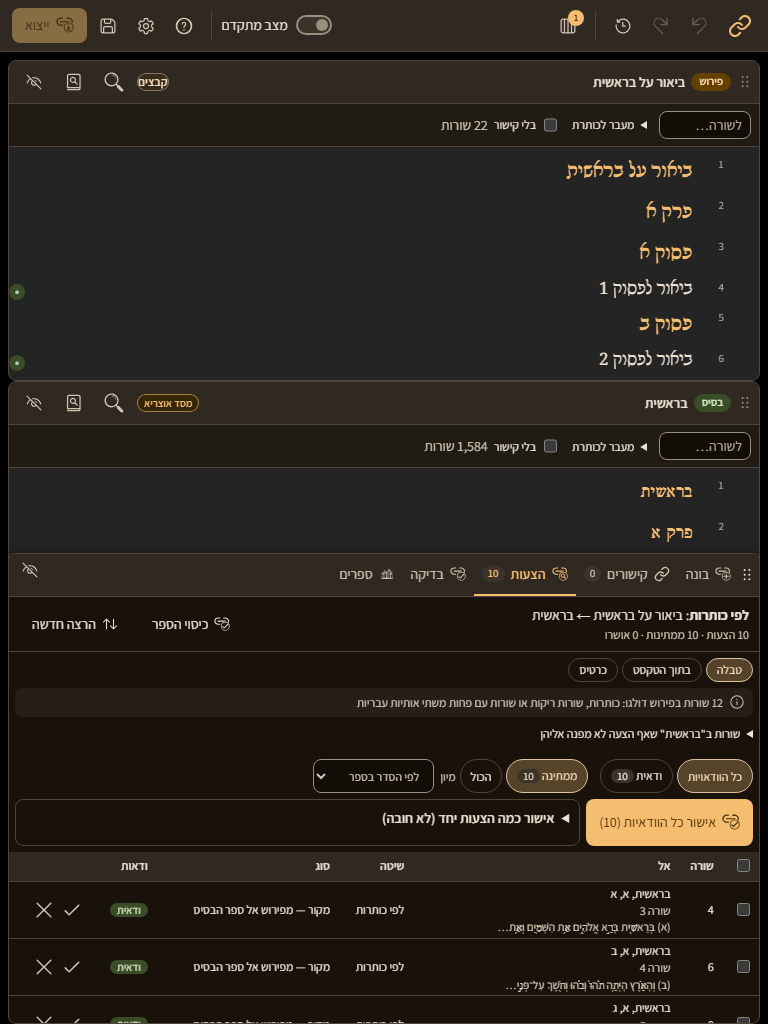 1
מצב מתקדם
ייצוא
פירוש ביאור על בראשית
קבצים
לשורה...
מעבר לכותרת
בלי קישור
22 שורות
1 ביאור על בראשית
2 פרק א
3 פסוק א
4 ביאור לפסוק 1
5 פסוק ב
6 ביאור לפסוק 2
בסיס בראשית
מסד אוצריא
לשורה...
מעבר לכותרת
בלי קישור
1,584 שורות
1 בראשית
2 פרק א
בונה
קישורים 0
הצעות 10
בדיקה
ספרים
לפי כותרות: ביאור על בראשית ← בראשית
10 הצעות · 10 ממתינות · 0 אושרו
כיסוי הספר
הרצה חדשה
טבלה
בתוך הטקסט
כרטיס
12 שורות בפירוש דולגו: כותרות, שורות ריקות או שורות עם פחות משתי אותיות עבריות
שורות ב"בראשית" שאף הצעה לא מפנה אליהן
כל הוודאויות
ודאית 10
ממתינה 10
הכול
מיון
לפי הסדר בספר
אישור כל הוודאיות (10)
אישור כמה הצעות יחד (לא חובה)
שורה אל שיטה סוג ודאות
בראשית, א, א
4 שורה 3 לפי כותרות מקור — מפירוש אל ספר הבסיס ודאית
(א) בְּרֵאשִׁ֖ית בָּרָ֣א אֱלֹהִ֑ים אֵ֥ת הַשָּׁמַ֖יִם וְאֵ֥ת...
בראשית, א, ב
6 שורה 4 לפי כותרות מקור — מפירוש אל ספר הבסיס ודאית
(ב) וְהָאָ֗רֶץ הָיְתָ֥ה תֹ֙הוּ֙ וָבֹ֔הוּ וְחֹ֖שֶׁךְ עַל־פְּנֵ֣י...
בראשית, א, ג